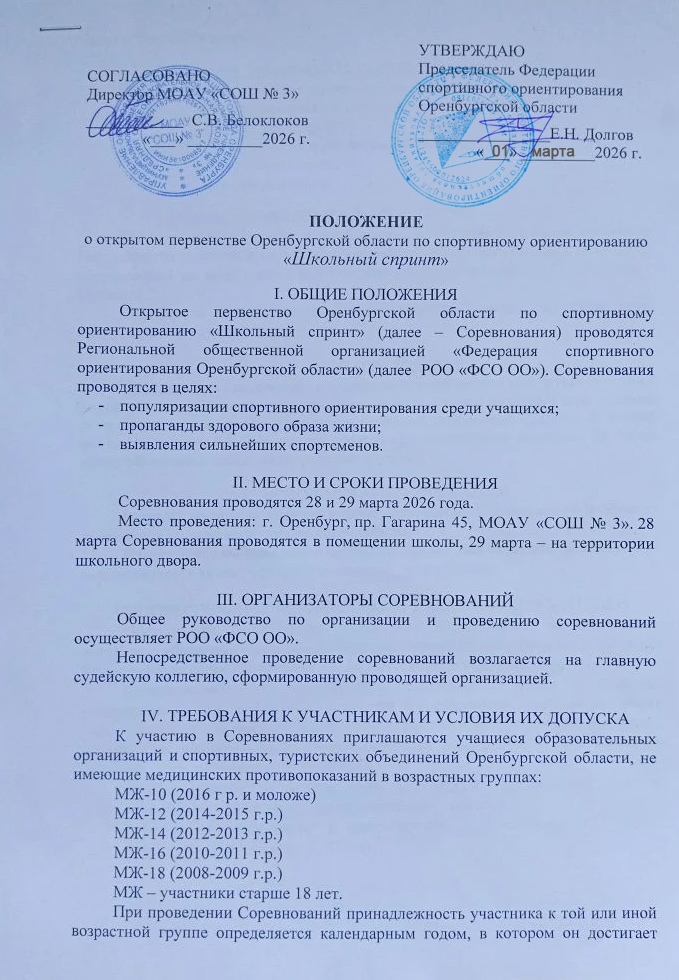 СОГЛАСОВАНО
Директор МОАУ «СОШ № 3»
С.В. Белоклоков
« » 2026 г.
УТВЕРЖДАЮ
Председатель Федерации
спортивного ориентирования
Оренбургской области
Е.Н. Долгов
«01» марта 2026 г.
ПОЛОЖЕНИЕ
о открытом первенстве Оренбургской области по спортивному ориентированию
«Школьный спринт»
I. ОБЩИЕ ПОЛОЖЕНИЯ
Открытое первенство Оренбургской области по спортивному
ориентированию «Школьный спринт» (далее – Соревнования) проводятся
Региональной общественной организацией «Федерация спортивного
ориентирования Оренбургской области» (далее РОО «ФСО ОО»). Соревнования
проводятся в целях:
- популяризации спортивного ориентирования среди учащихся;
- пропаганды здорового образа жизни;
- выявления сильнейших спортсменов.
II. МЕСТО И СРОКИ ПРОВЕДЕНИЯ
Соревнования проводятся 28 и 29 марта 2026 года.
Место проведения: г. Оренбург, пр. Гагарина 45, МОАУ «СОШ № 3». 28
марта Соревнования проводятся в помещении школы, 29 марта – на территории
школьного двора.
III. ОРГАНИЗАТОРЫ СОРЕВНОВАНИЙ
Общее руководство по организации и проведению соревнований
осуществляет РОО «ФСО ОО».
Непосредственное проведение соревнований возлагается на главную
судейскую коллегию, сформированную проводящей организацией.
IV. ТРЕБОВАНИЯ К УЧАСТНИКАМ И УСЛОВИЯ ИХ ДОПУСКА
К участию в Соревнованиях приглашаются учащиеся образовательных
организаций и спортивных, туристских объединений Оренбургской области, не
имеющие медицинских противопоказаний в возрастных группах:
МЖ-10 (2016 г р. и моложе)
МЖ-12 (2014-2015 г.р.)
МЖ-14 (2012-2013 г.р.)
МЖ-16 (2010-2011 г.р.)
МЖ-18 (2008-2009 г.р.)
МЖ – участники старше 18 лет.
При проведении Соревнований принадлежность участника к той или иной
возрастной группе определяется календарным годом, в котором он достигает